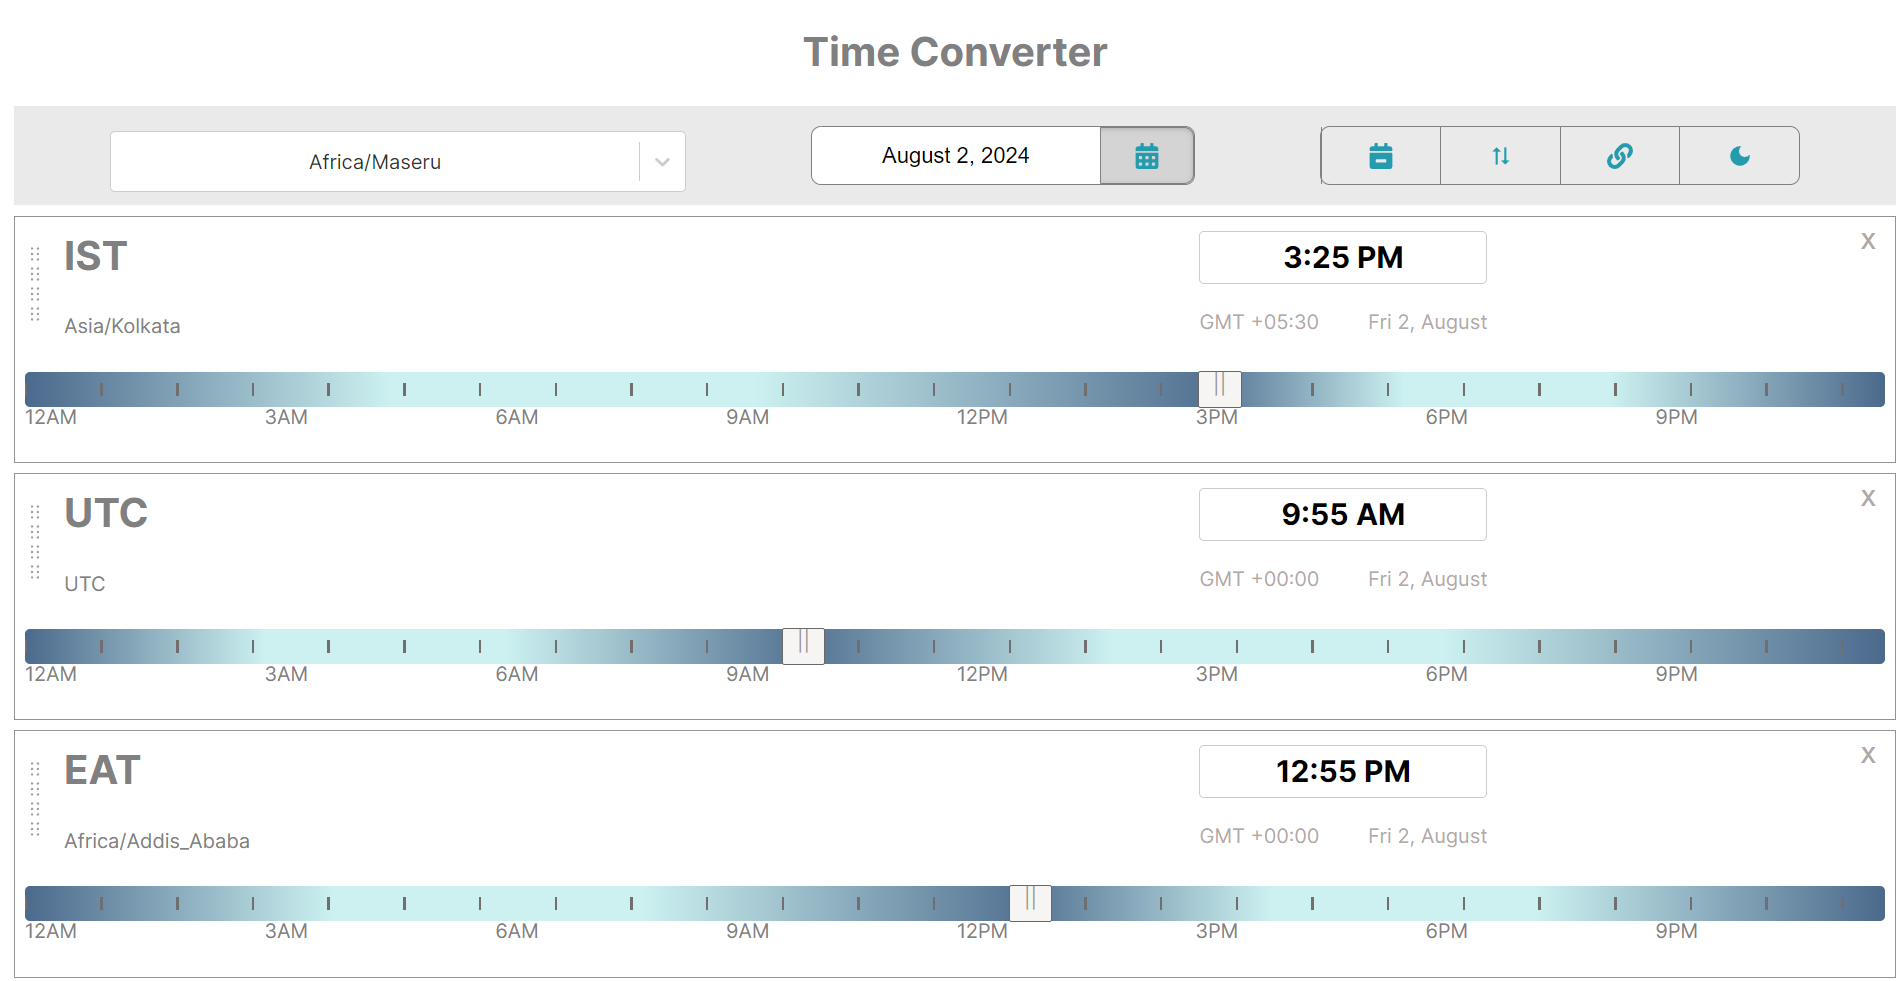 Time Converter
Africa/Maseru
August 2, 2024
IST
3:25 PM
X
Asia/Kolkata
GMT +05:30 Fri 2, August
12AM 3AM 6AM 9AM 12PM 3PM 6PM 9PM
UTC
9:55 AM
X
UTC
GMT +00:00 Fri 2, August
12AM 3AM 6AM 9AM 12PM 3PM 6PM 9PM
EAT
12:55 PM
X
Africa/Addis_Ababa
GMT +00:00 Fri 2, August
12AM 3AM 6AM 9AM 12PM 3PM 6PM 9PM